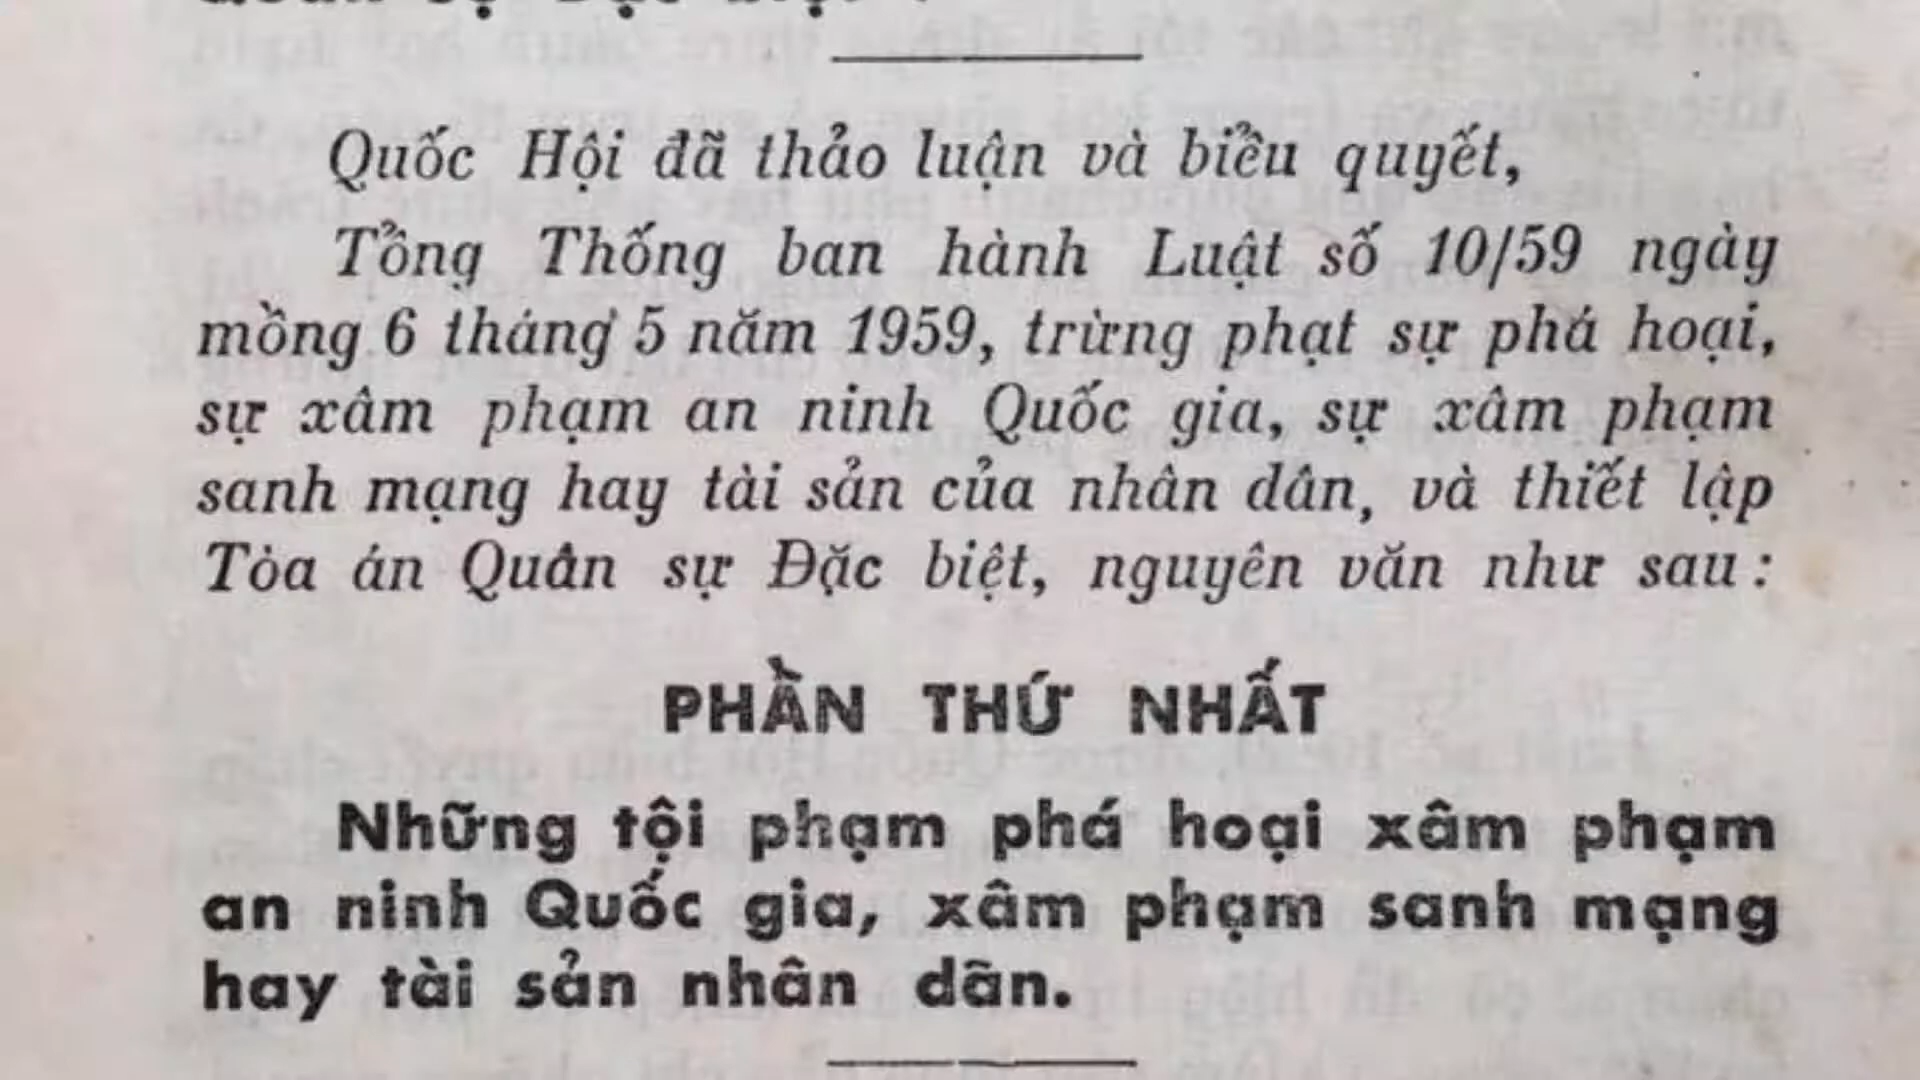 Quân sự Đặc biệt.
Quốc Hội đã thảo luận và biểu quyết,
Tổng Thống ban hành Luật số 10/59 ngày
mồng 6 tháng 5 năm 1959, trừng phạt sự phá hoại,
sự xâm phạm an ninh Quốc gia, sự xâm phạm
sanh mạng hay tài sản của nhân dân, và thiết lập
Tòa án Quân sự Đặc biệt, nguyên văn như sau :
PHẦN THỨ NHẤT
Những tội phạm phá hoại xâm phạm
an ninh Quốc gia, xâm phạm sanh mạng
hay tài sản nhân dân.